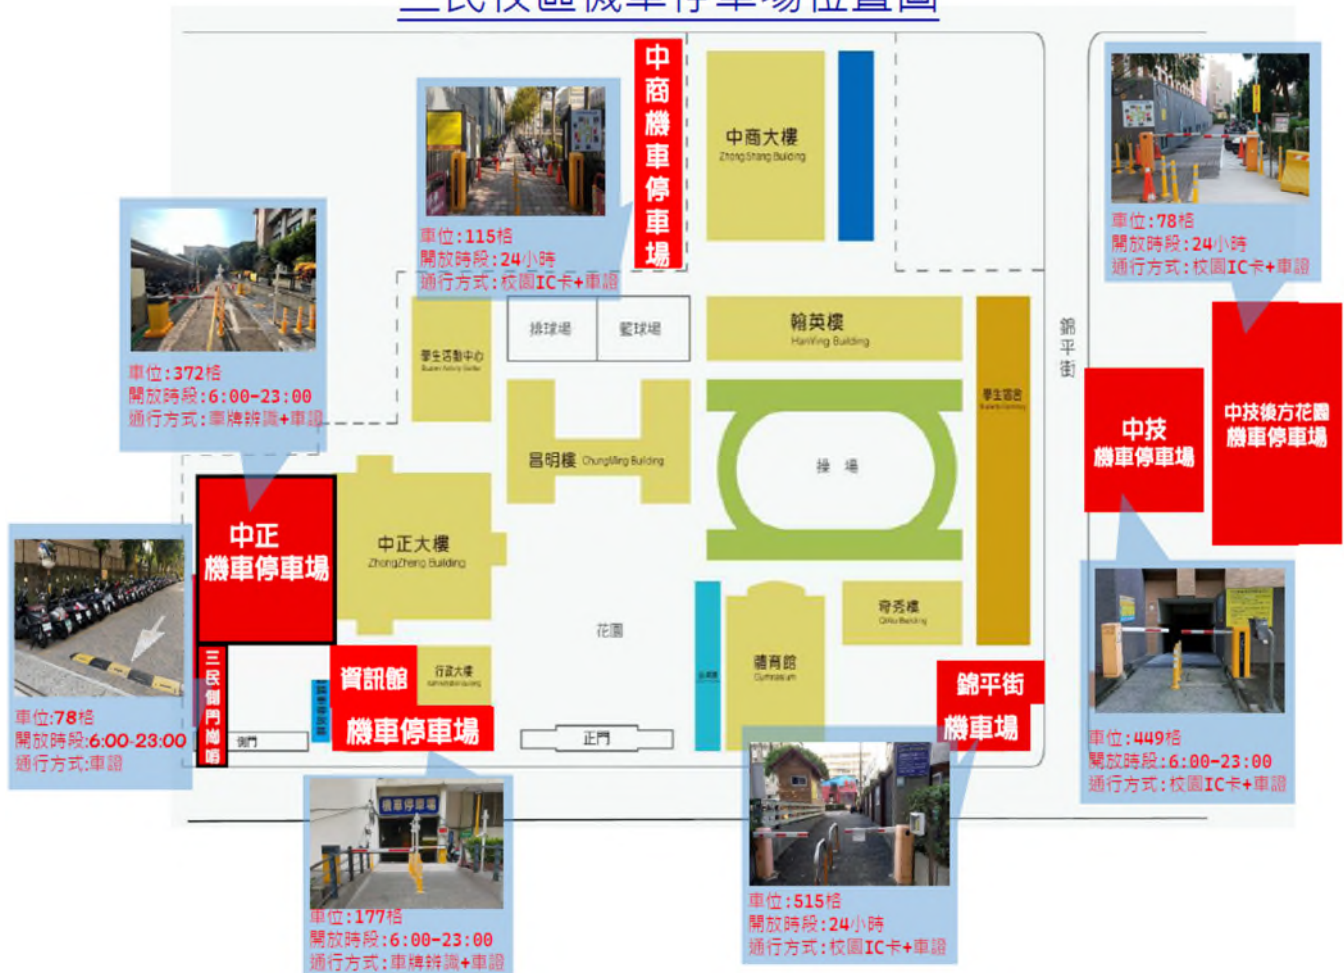 三民校區機車停車場位置圖
中商機車停車場
中商大樓
Zhong Shang Building
車位:115格
開放時段:24小時
通行方式:校園IC卡+車證
車位:78格
開放時段:24小時
通行方式:校園IC卡+車證
車位:372格
開放時段:6:00-23:00
通行方式:車牌辨識+車證
學生活動中心
排球場
籃球場
翰英樓
HanYing Building
錦平街
學生宿舍
昌明樓 ChungMing Building
操場
中技
機車停車場
中技後方花園
機車停車場
中正
機車停車場
中正大樓
ZhongZheng Building
車位:78格
開放時段:6:00-23:00
通行方式:車證
三民側門崗哨
側門
資訊館
機車停車場
行政大樓
花園
正門
體育館
Gymnasium
奇秀樓
錦平街
機車場
車位:449格
開放時段:6:00-23:00
通行方式:校園IC卡+車證
機車停車場
車位:177格
開放時段:6:00-23:00
通行方式:車牌辨識+車證
車位:515格
開放時段:24小時
通行方式:校園IC卡+車證